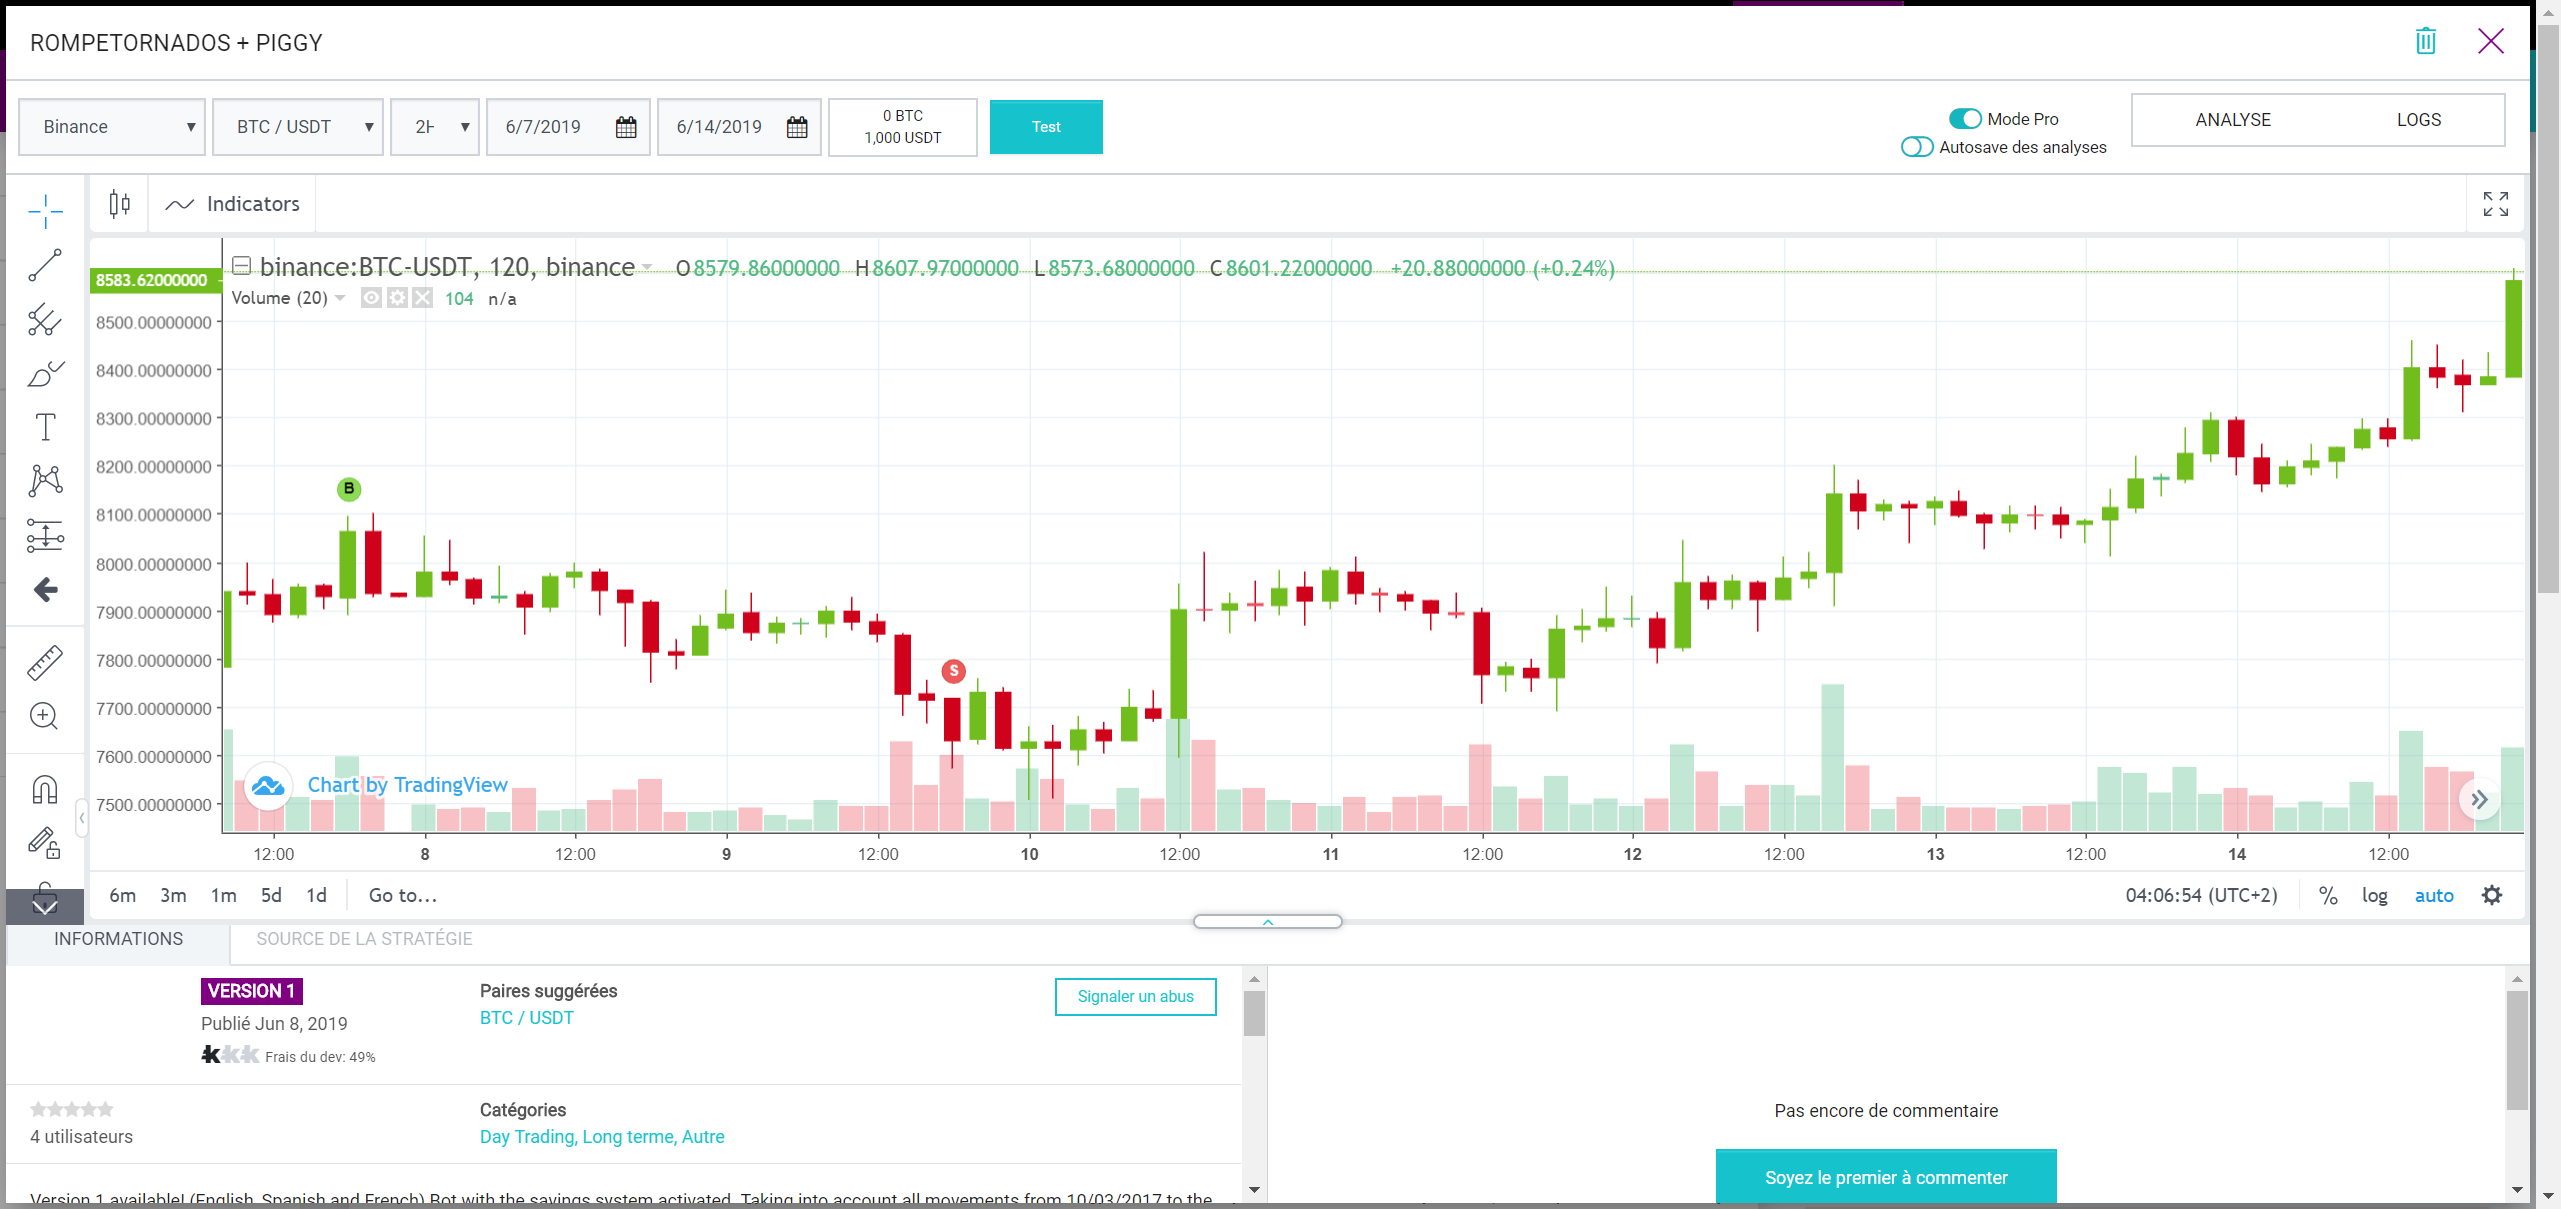 ROMPETORNADOS + PIGGY
Binance
BTC / USDT
2H
6/7/2019
6/14/2019
0 BTC
1,000 USDT
Test
Mode Pro
Autosave des analyses
ANALYSE
LOGS
Indicators
binance:BTC-USDT, 120, binance O8579.86000000 H8607.97000000 L8573.68000000 C8601.22000000 +20.88000000 (+0.24%)
Volume (20) 104 n/a
8583.62000000
8500.00000000
8400.00000000
8300.00000000
8200.00000000
8100.00000000
8000.00000000
7900.00000000
7800.00000000
7700.00000000
7600.00000000
7500.00000000
B
S
Chart by TradingView
12:00 8 12:00 9 12:00 10 12:00 11 12:00 12 12:00 13 12:00 14 12:00
6m 3m 1m 5d 1d Go to...
04:06:54 (UTC+2) % log auto
INFORMATIONS
SOURCE DE LA STRATÉGIE
VERSION 1
Publié Jun 8, 2019
Frais du dev: 49%
Paires suggérées
BTC / USDT
Signaler un abus
4 utilisateurs
Catégories
Day Trading, Long terme, Autre
Version 1 available! (English, Spanish and French) Bot with the savings system activated. Taking into account all movements from 10/03/2017 to the
Pas encore de commentaire
Soyez le premier à commenter